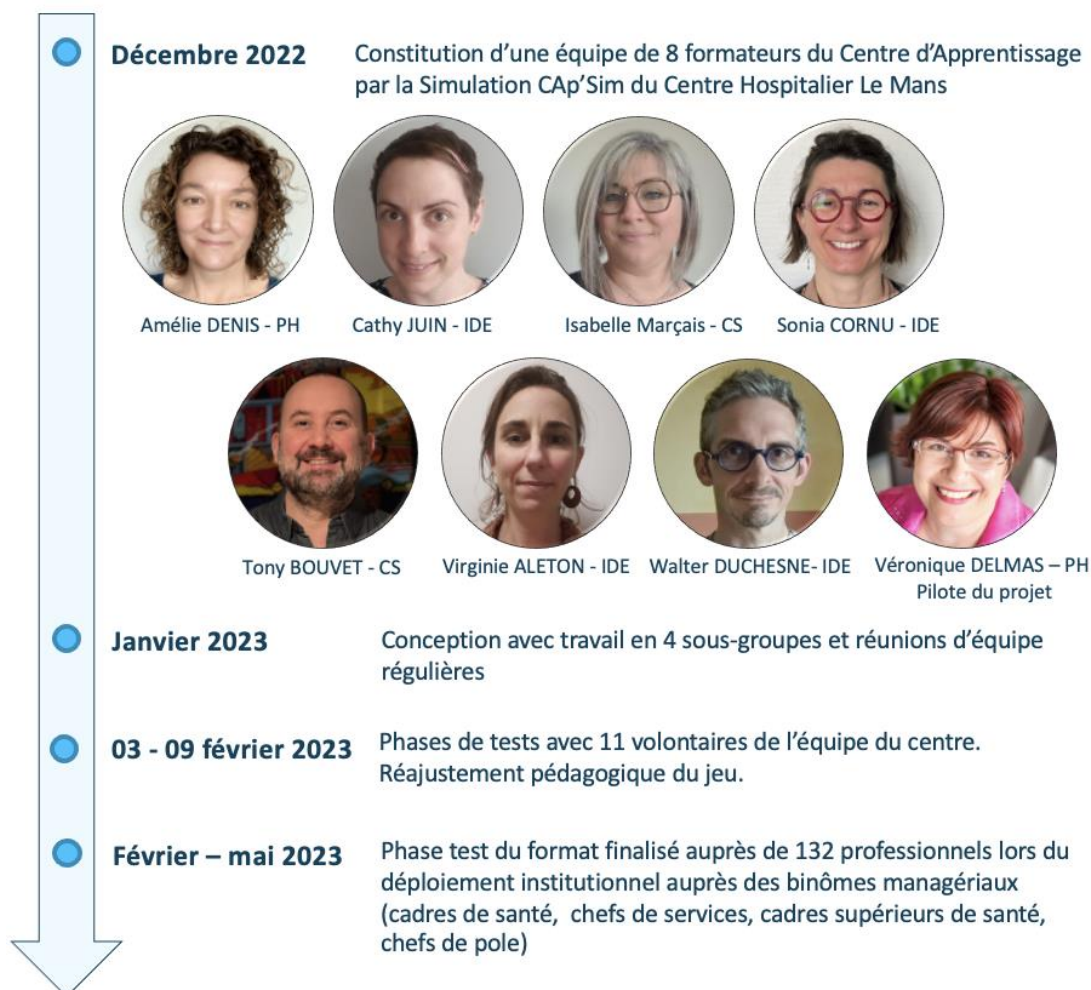 Décembre 2022
Constitution d’une équipe de 8 formateurs du Centre d’Apprentissage
par la Simulation CAp’Sim du Centre Hospitalier Le Mans
Amélie DENIS - PH
Cathy JUIN - IDE
Isabelle Marçais - CS
Sonia CORNU - IDE
Tony BOUVET - CS
Virginie ALETON - IDE
Walter DUCHESNE- IDE
Véronique DELMAS – PH
Pilote du projet
Janvier 2023
Conception avec travail en 4 sous-groupes et réunions d’équipe
régulières
03 - 09 février 2023
Phases de tests avec 11 volontaires de l’équipe du centre.
Réajustement pédagogique du jeu.
Février – mai 2023
Phase test du format finalisé auprès de 132 professionnels lors du
déploiement institutionnel auprès des binômes managériaux
(cadres de santé,  chefs de services, cadres supérieurs de santé,
chefs de pole)